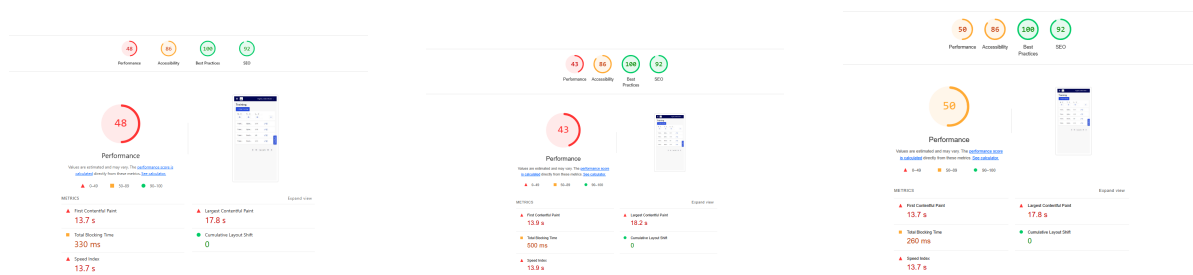 48
86
100
92
Performance
Accessibility
Best Practices
SEO
48
Performance
Values are estimated and may vary. The performance score is
calculated directly from these metrics. See calculator.
0–49
50–89
90–100
METRICS
Expand view
First Contentful Paint
13.7 s
Largest Contentful Paint
17.8 s
Total Blocking Time
330 ms
Cumulative Layout Shift
0
Speed Index
13.7 s
43
86
100
92
Performance
Accessibility
Best
Practices
SEO
43
Performance
Values are estimated and may vary. The performance score
is calculated directly from these metrics. See calculator.
0–49
50–89
90–100
METRICS
Expand view
First Contentful Paint
13.9 s
Largest Contentful Paint
18.2 s
Total Blocking Time
500 ms
Cumulative Layout Shift
0
Speed Index
13.9 s
50
86
100
92
Performance
Accessibility
Best
Practices
SEO
50
Performance
Values are estimated and may vary. The performance score
is calculated directly from these metrics. See calculator.
0–49
50–89
90–100
METRICS
Expand view
First Contentful Paint
13.7 s
Largest Contentful Paint
17.8 s
Total Blocking Time
260 ms
Cumulative Layout Shift
0
Speed Index
13.7 s